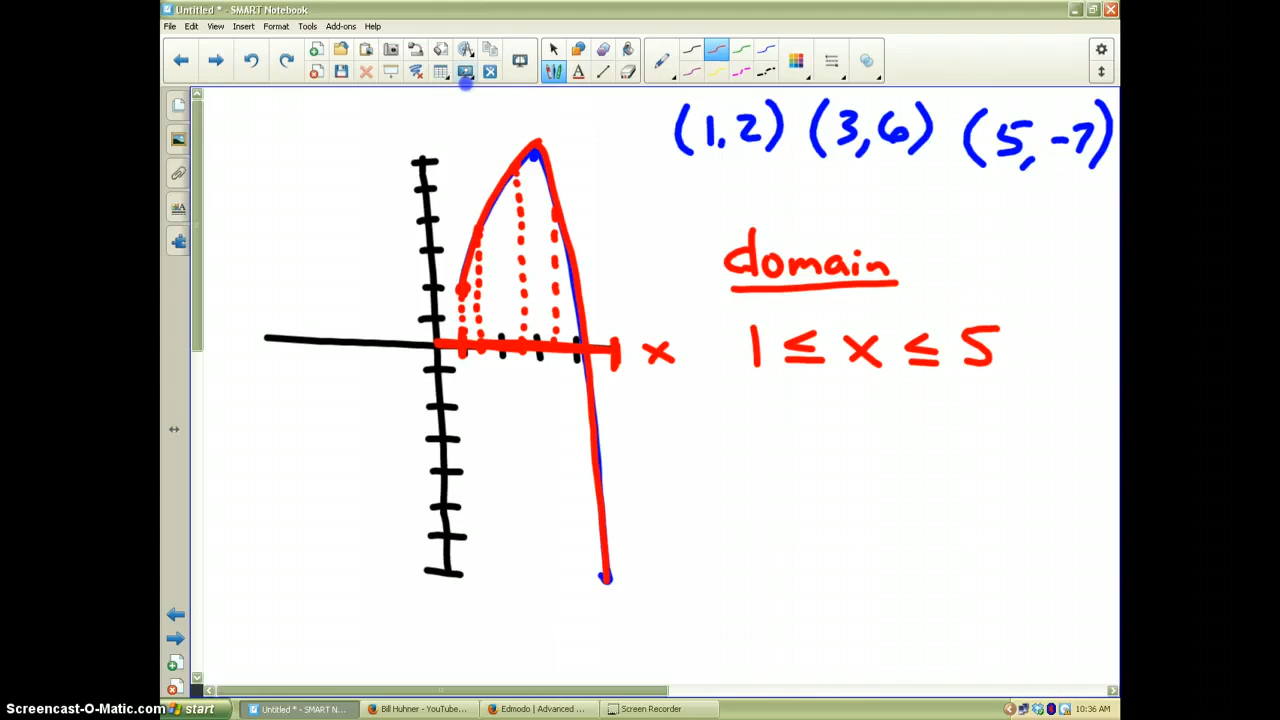 Untitled * - SMART Notebook
File Edit View Insert Format Tools Add-ons Help
(1,2) (3,6) (5,-7)
domain
x
1 ≤ x ≤ 5
Screencast-O-Matic.com
start
Untitled * - SMART N...
Bill Huhner - YouTube...
Edmodo | Advanced ...
Screen Recorder
10:36 AM